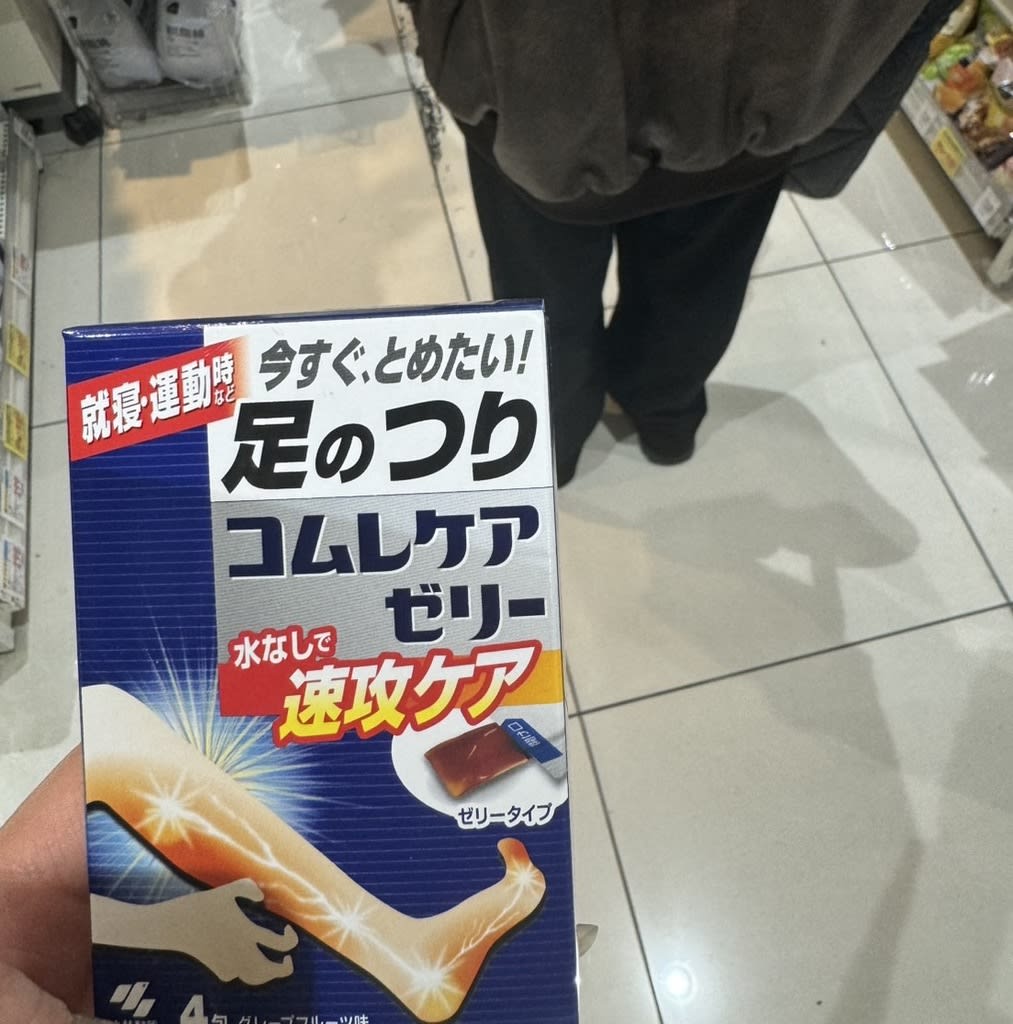 就寝・運動時など
今すぐ、とめたい!
足のつり
コムレケア
ゼリー
水なしで
速攻ケア
ゼリータイプ
4包 グレープフルーツ味